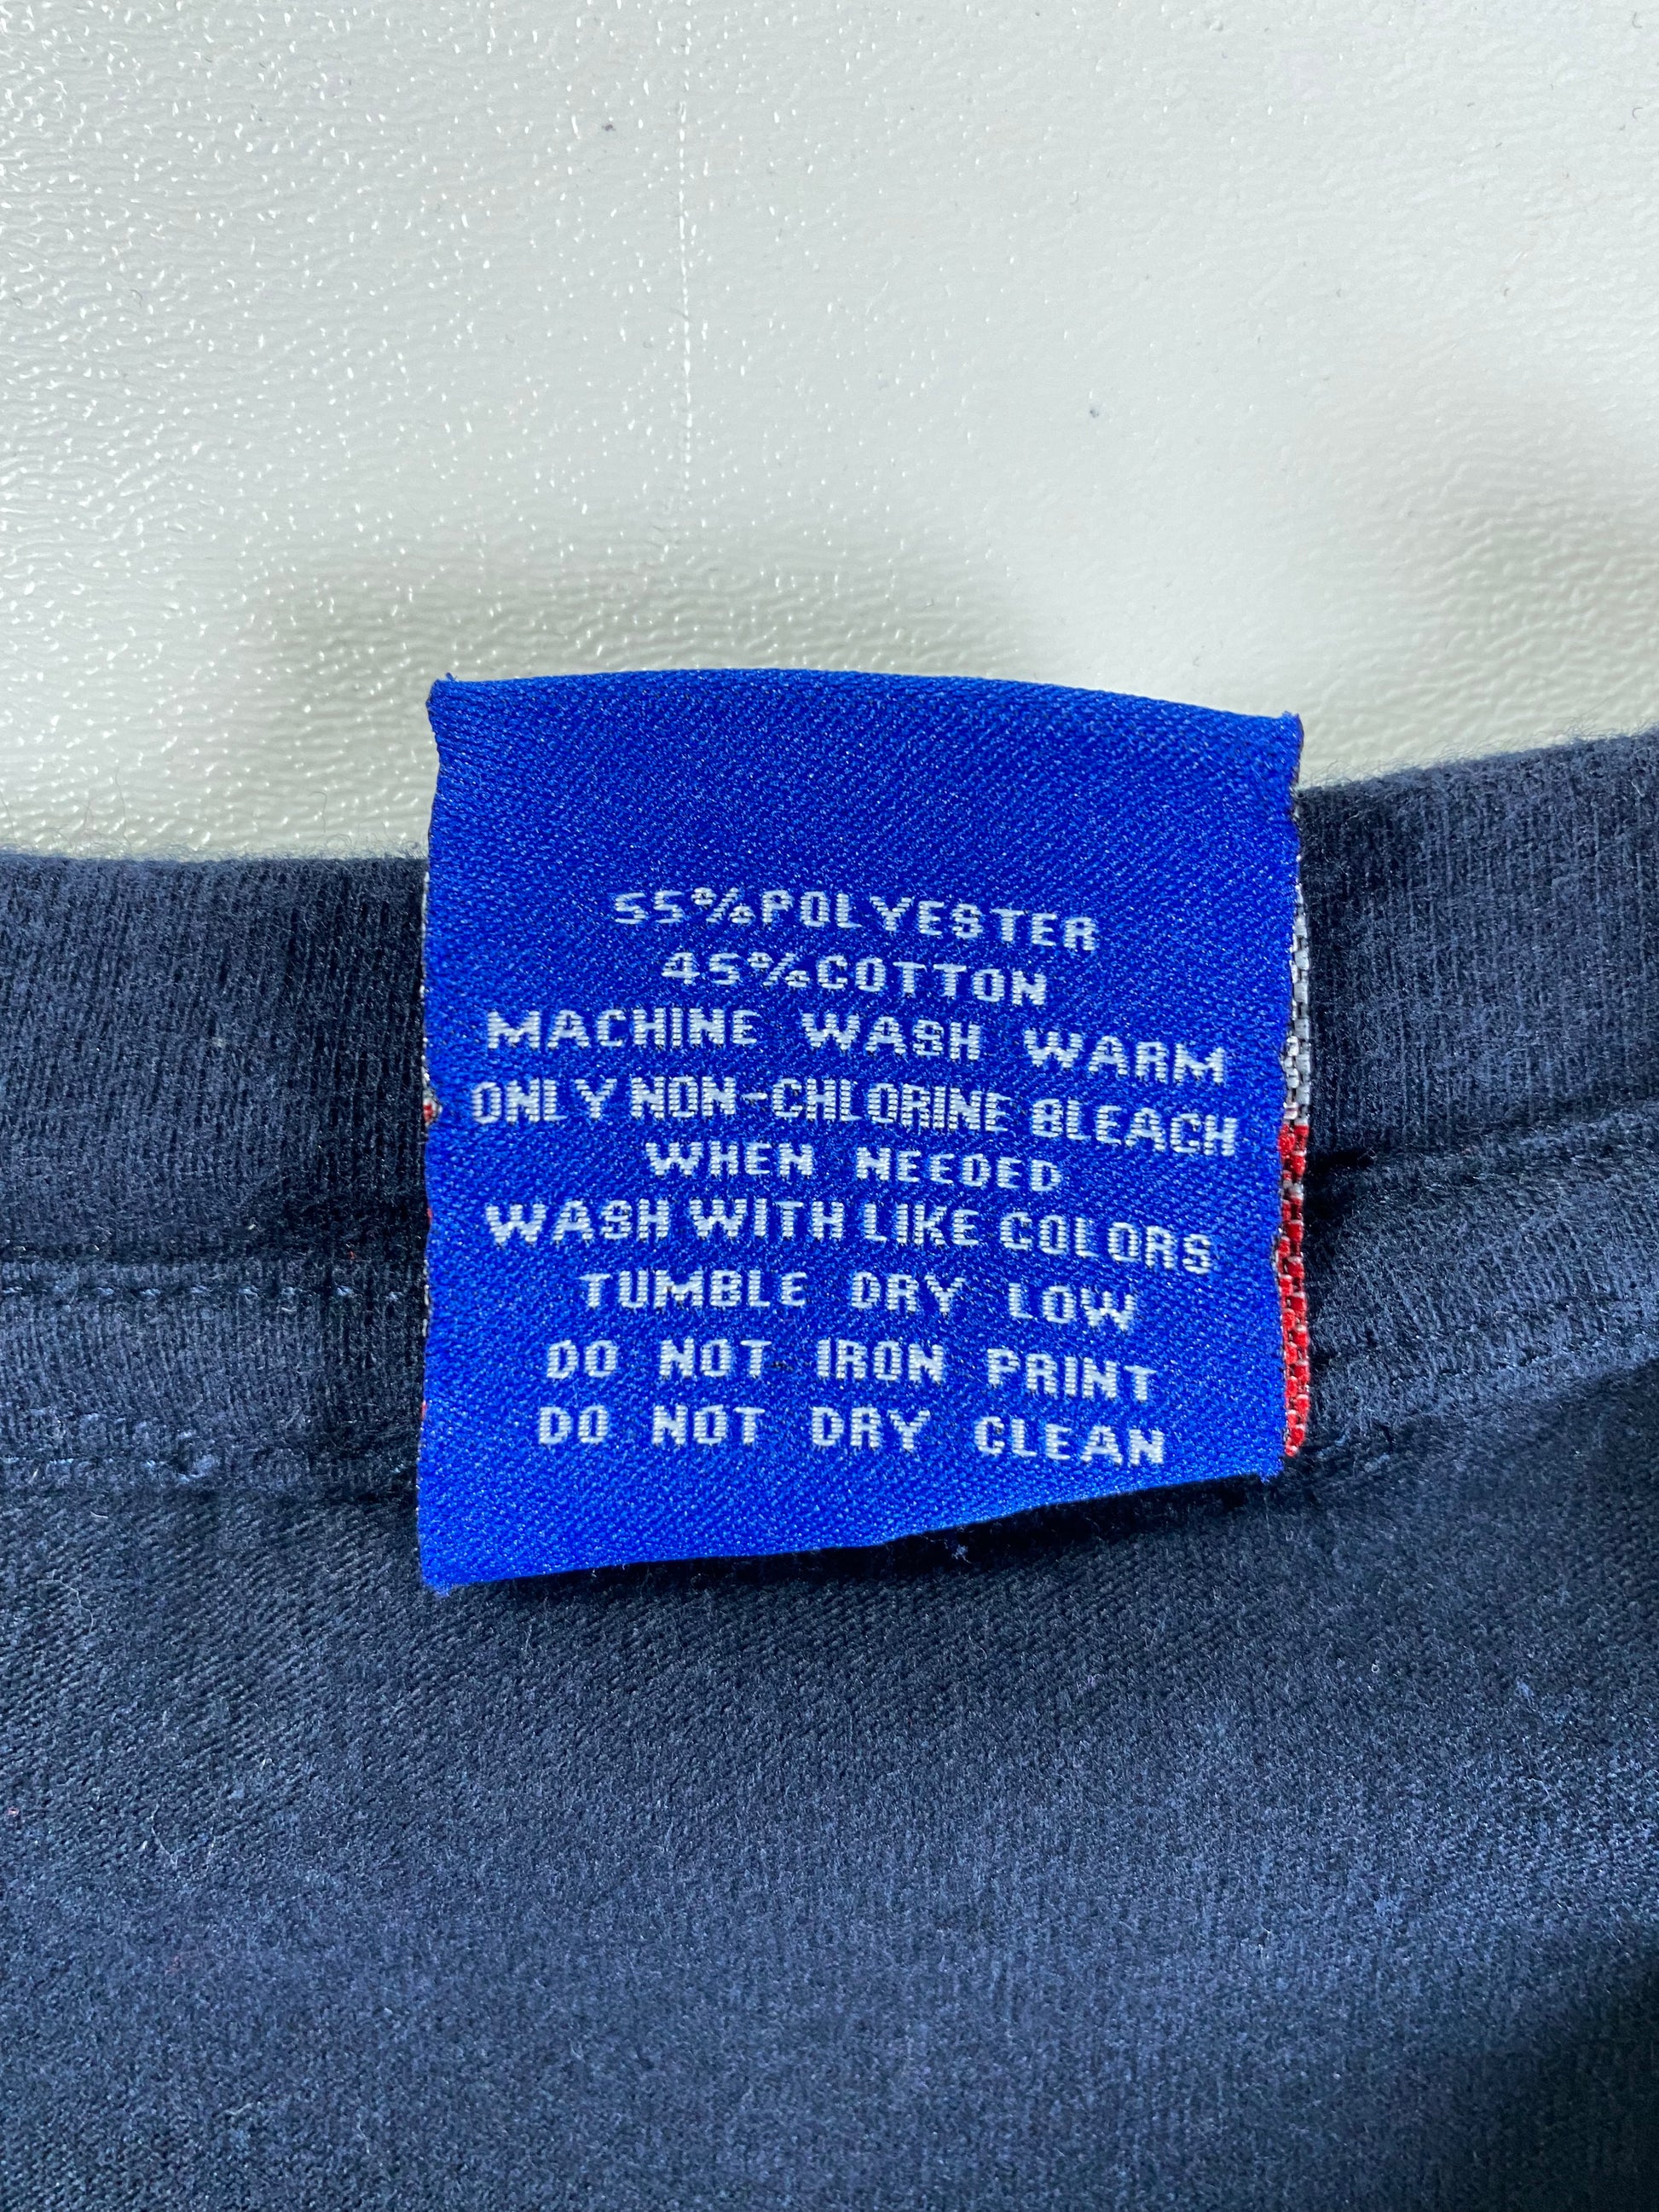 55%POLYESTER
45%COTTON
MACHINE WASH WARM
ONLY NON-CHLORINE BLEACH
WHEN NEEDED
WASH WITH LIKE COLORS
TUMBLE DRY LOW
DO NOT IRON PRINT
DO NOT DRY CLEAN